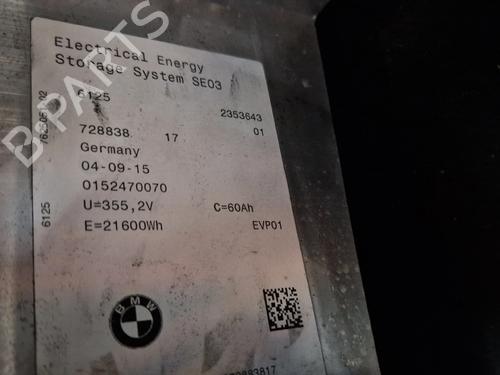 Electrical Energy
Storage System SE03
6125
2353643
728838 17 01
Germany
04-09-15
0152470070
U=355,2V C=60Ah
E=21600Wh EVP01
6125
BMW
B-PARTS